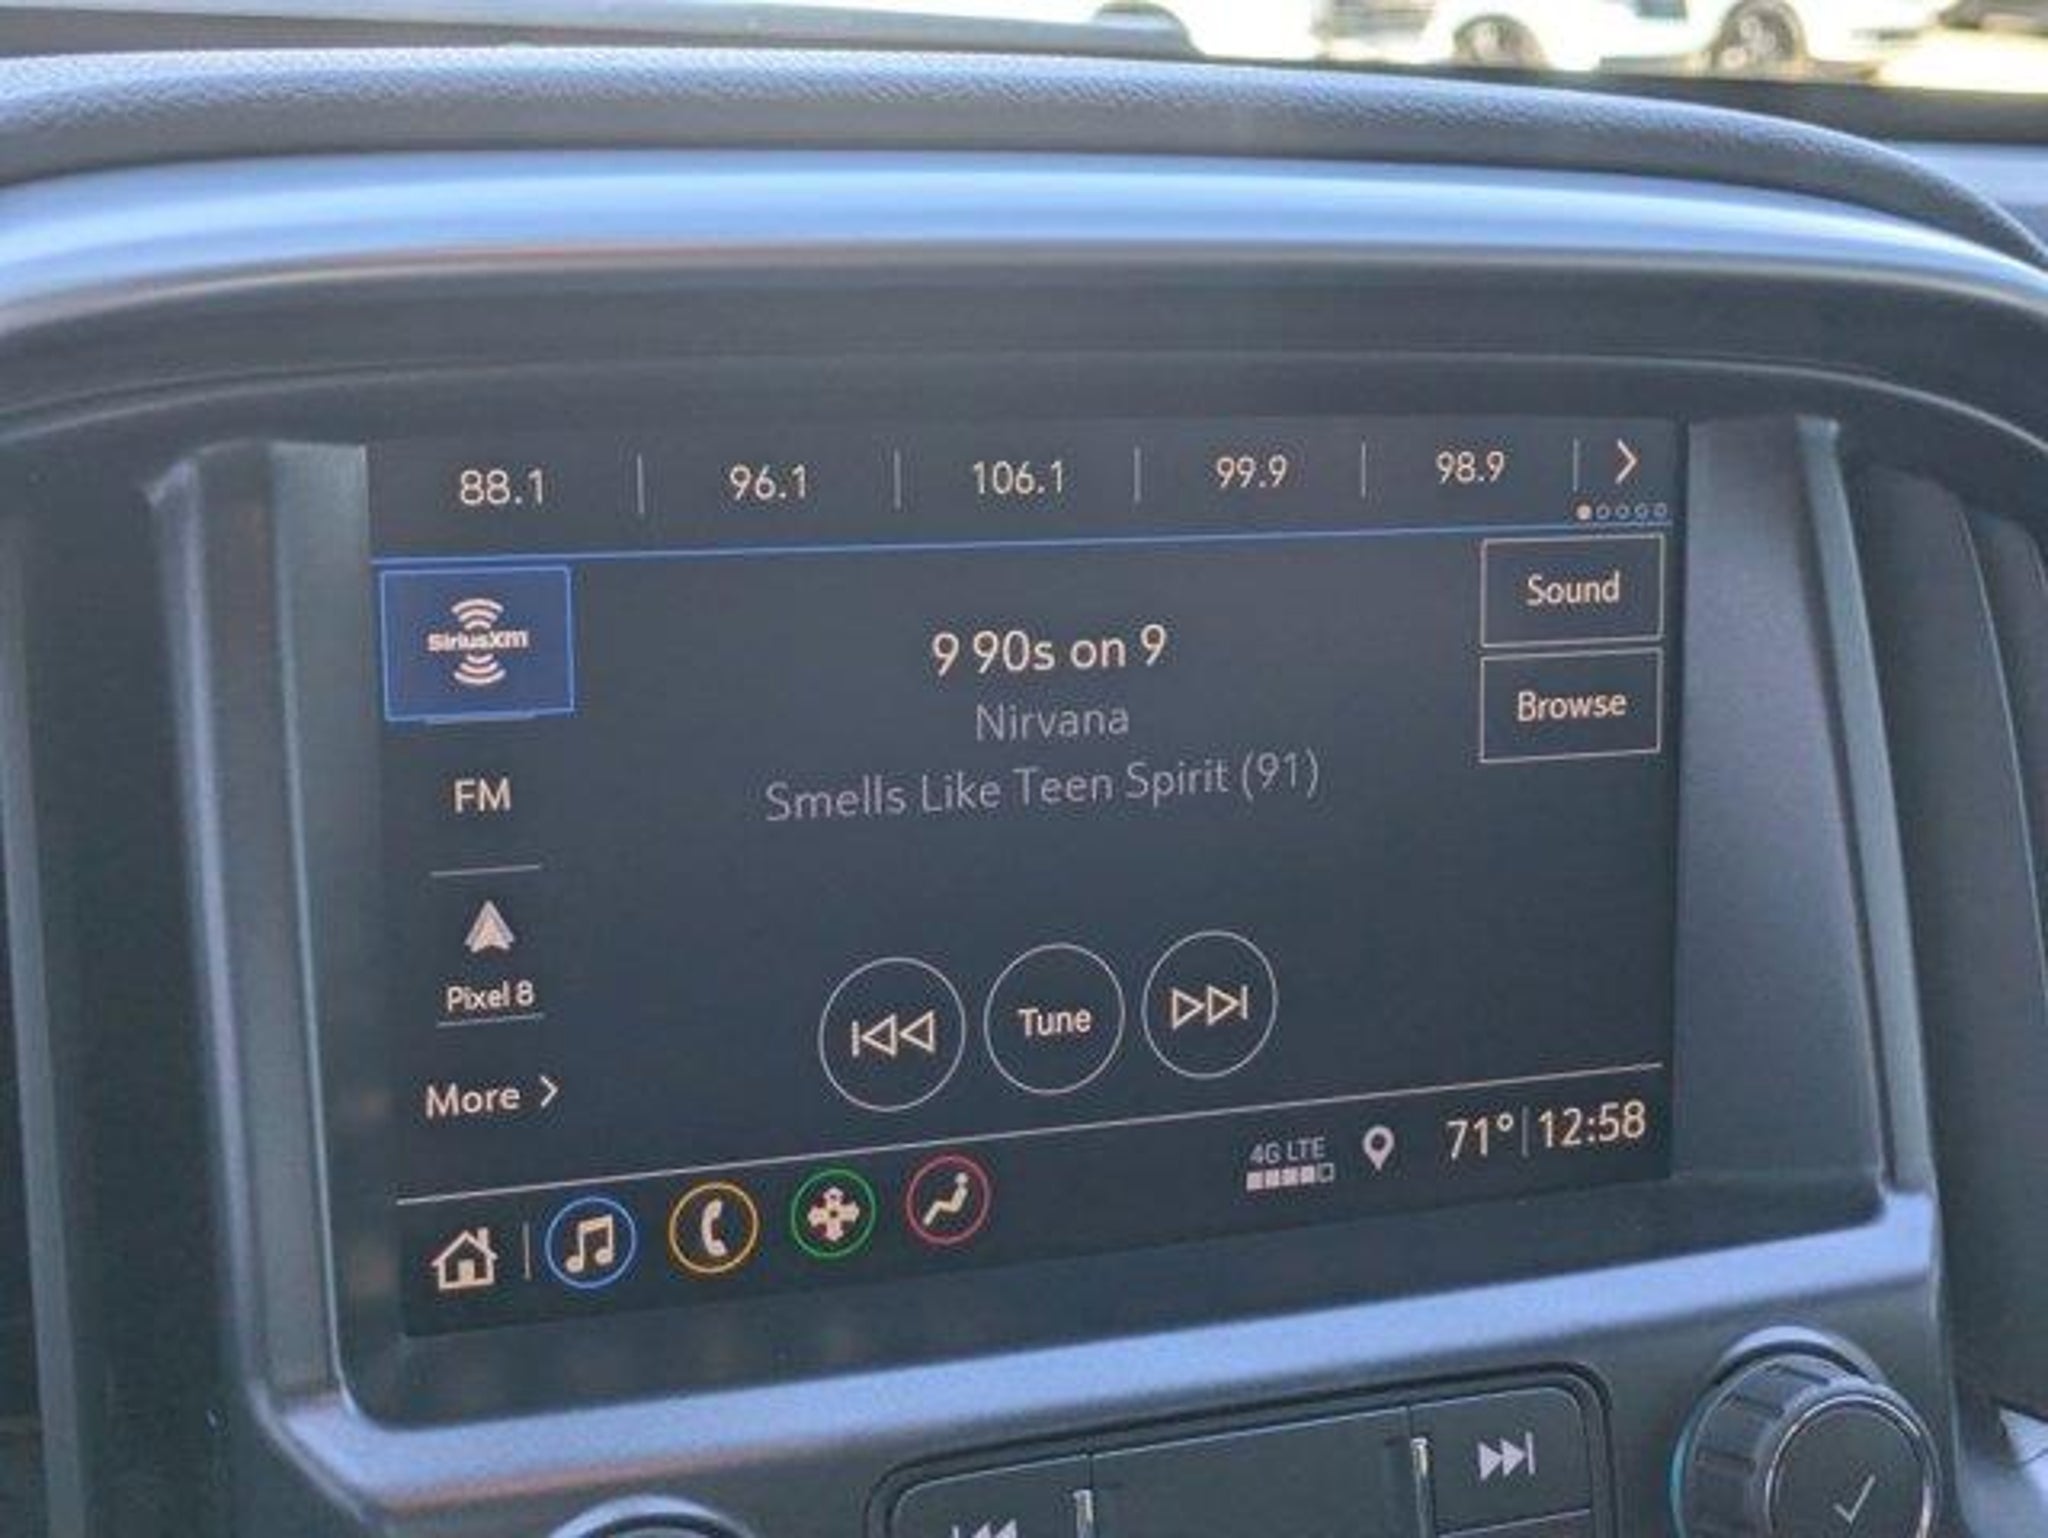 88.1 96.1 106.1 99.9 98.9
SiriusXM
9 90s on 9
Sound
Nirvana
Browse
Smells Like Teen Spirit (91)
FM
Pixel 8
Tune
More
4G LTE
71° 12:58